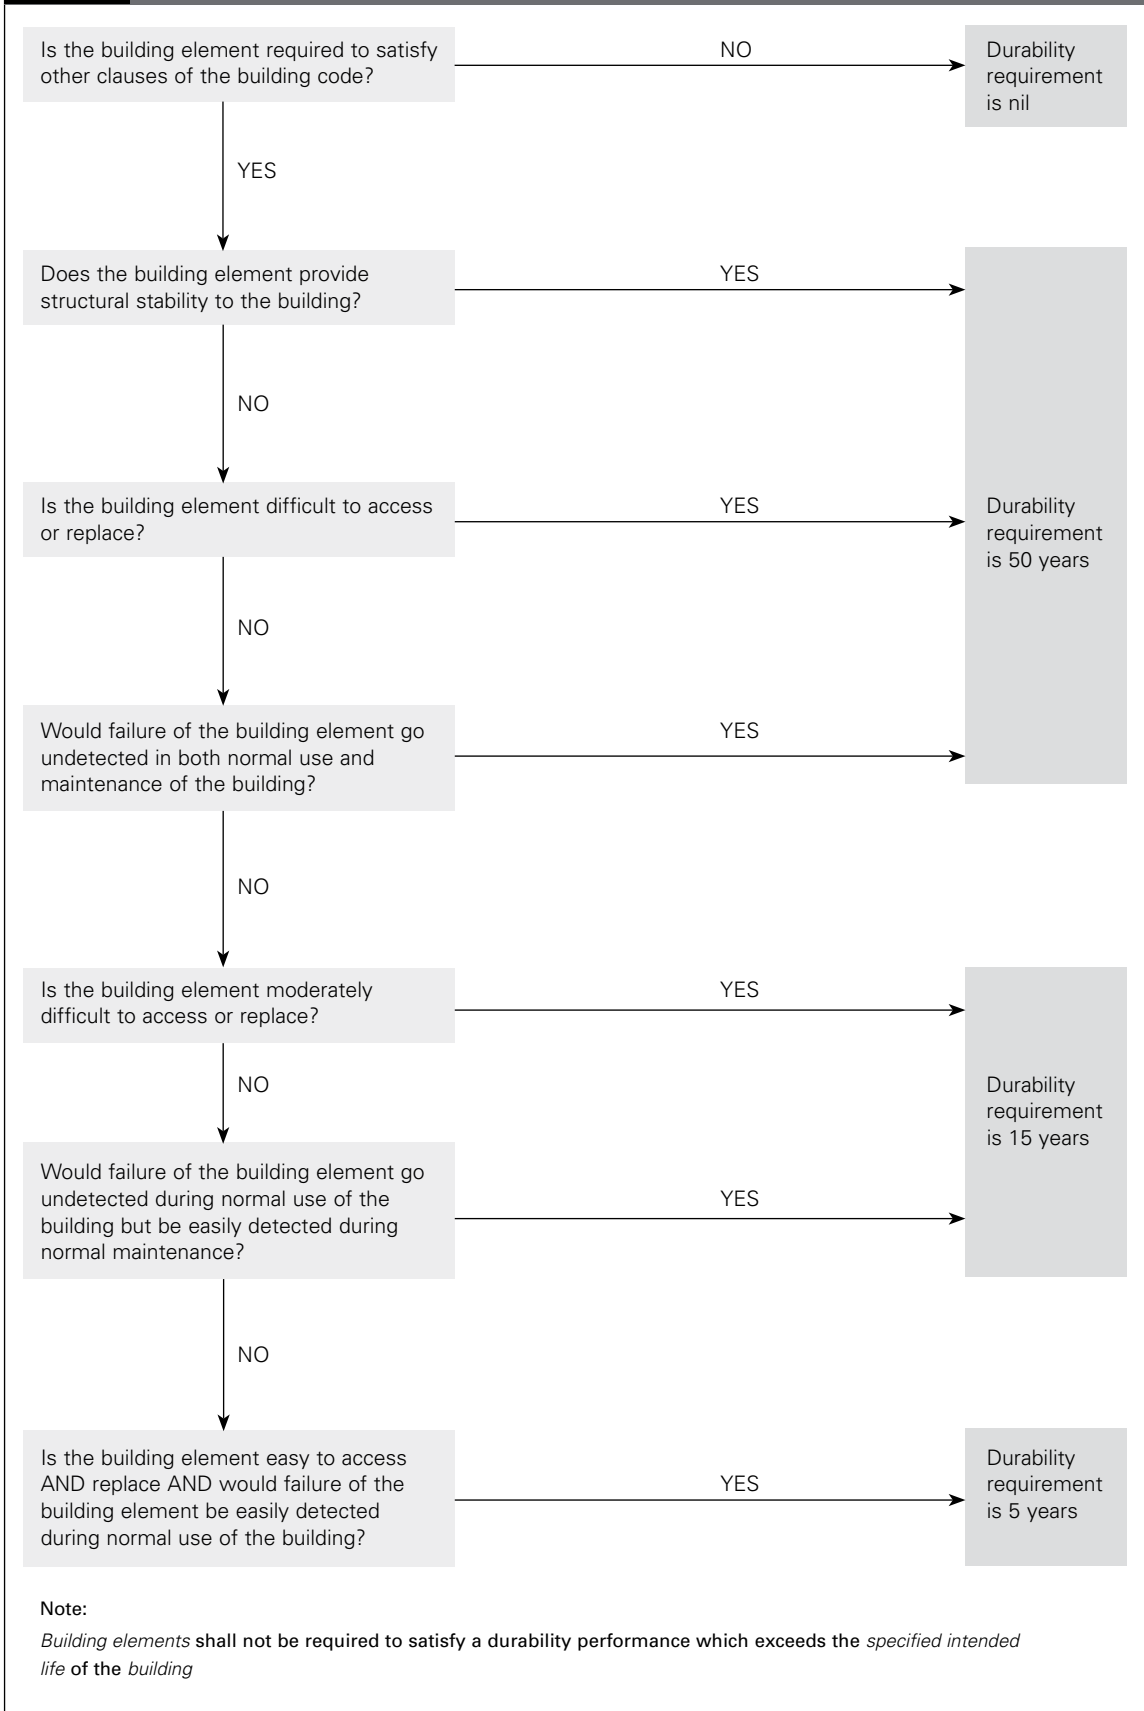 Is the building element required to satisfy
other clauses of the building code?
NO
Durability
requirement
is nil
YES
Does the building element provide
structural stability to the building?
YES
NO
Is the building element difficult to access
or replace?
YES
Durability
requirement
is 50 years
NO
Would failure of the building element go
undetected in both normal use and
maintenance of the building?
YES
NO
Is the building element moderately
difficult to access or replace?
YES
NO
Durability
requirement
is 15 years
Would failure of the building element go
undetected during normal use of the
building but be easily detected during
normal maintenance?
YES
NO
Is the building element easy to access
AND replace AND would failure of the
building element be easily detected
during normal use of the building?
YES
Durability
requirement
is 5 years
Note:
Building elements shall not be required to satisfy a durability performance which exceeds the specified intended
life of the building